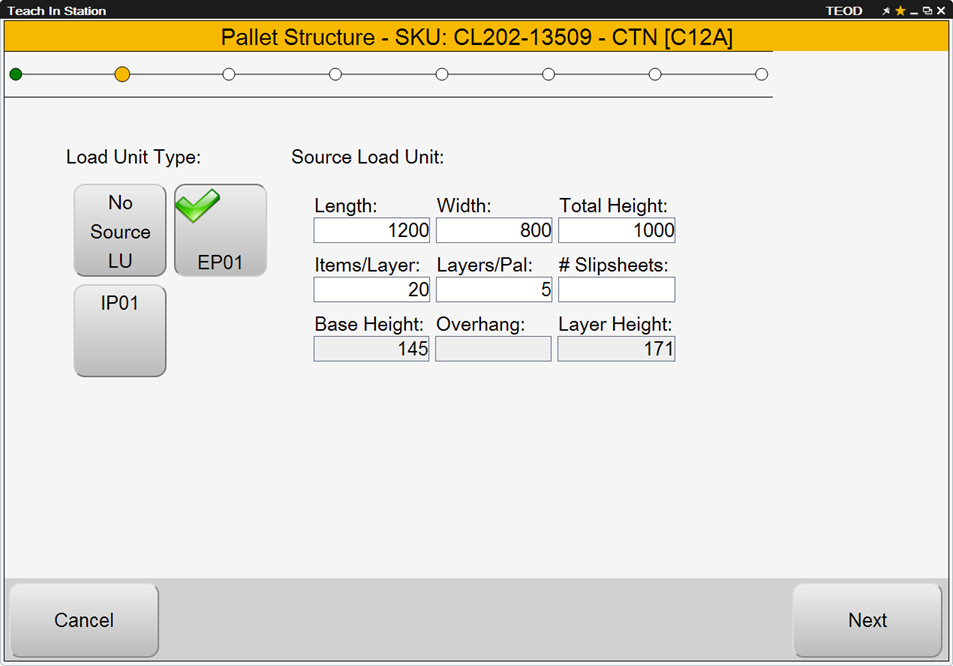 Teach In Station TEOD
Pallet Structure - SKU: CL202-13509 - CTN [C12A]
Load Unit Type:
No
Source
LU
EP01
IP01
Source Load Unit:
Length: Width: Total Height:
1200 800 1000
Items/Layer: Layers/Pal: # Slipsheets:
20 5
Base Height: Overhang: Layer Height:
145 171
Cancel Next